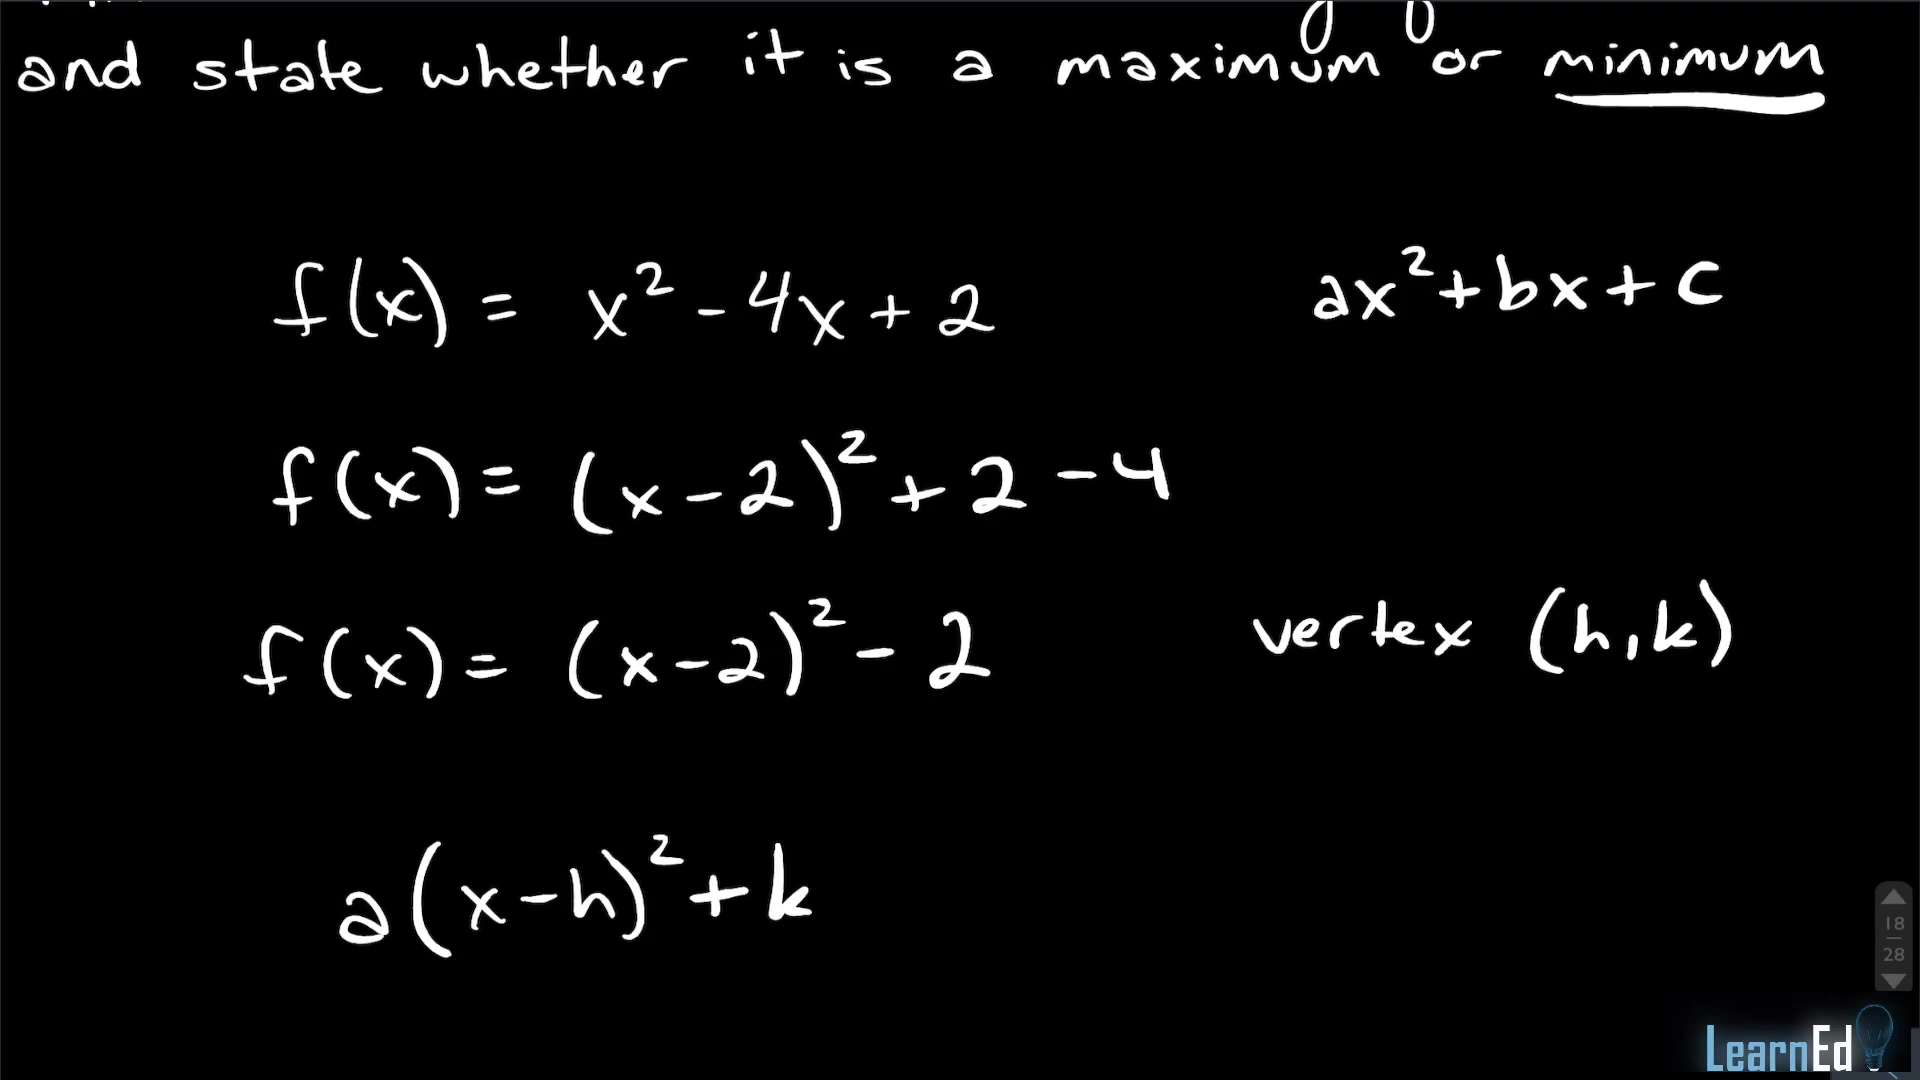 and state whether it is a maximum or minimum
f(x) = x² - 4x + 2
ax² + bx + c
f(x) = (x - 2)² + 2 - 4
f(x) = (x - 2)² - 2
vertex (h,k)
a(x - h)² + k
18
28
LearnEd